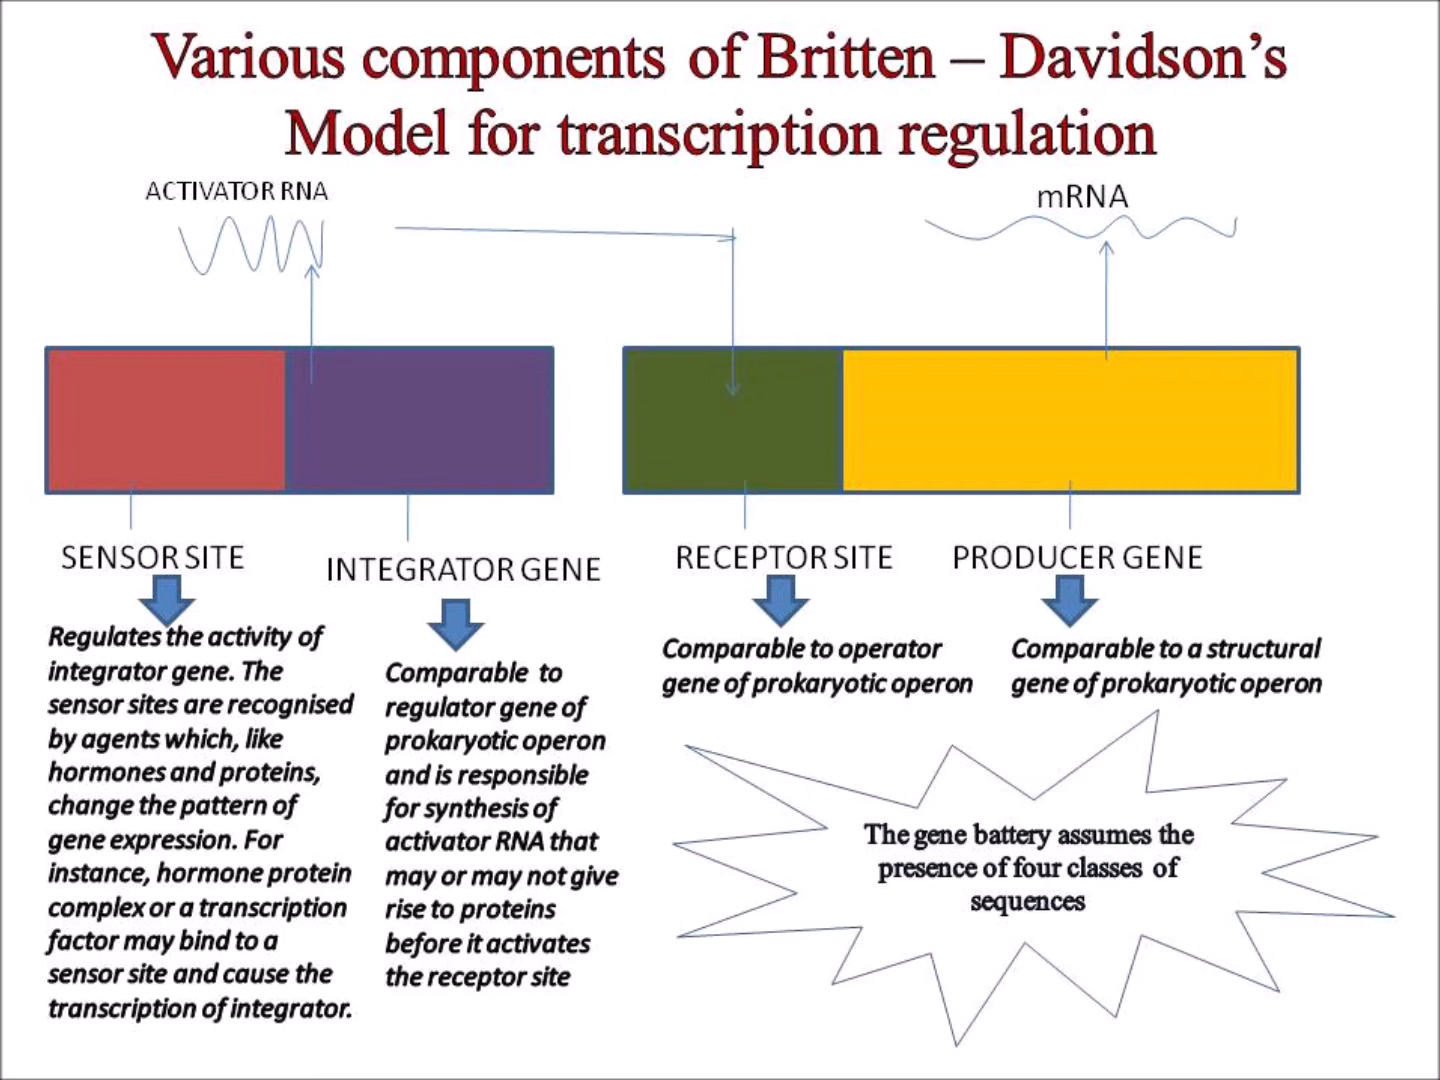 Various components of Britten – Davidson's
Model for transcription regulation
ACTIVATOR RNA
mRNA
SENSOR SITE
INTEGRATOR GENE
RECEPTOR SITE
PRODUCER GENE
Regulates the activity of
integrator gene. The
sensor sites are recognised
by agents which, like
hormones and proteins,
change the pattern of
gene expression. For
instance, hormone protein
complex or a transcription
factor may bind to a
sensor site and cause the
transcription of integrator.
Comparable to
regulator gene of
prokaryotic operon
and is responsible
for synthesis of
activator RNA that
may or may not give
rise to proteins
before it activates
the receptor site
Comparable to operator
gene of prokaryotic operon
Comparable to a structural
gene of prokaryotic operon
The gene battery assumes the
presence of four classes of
sequences